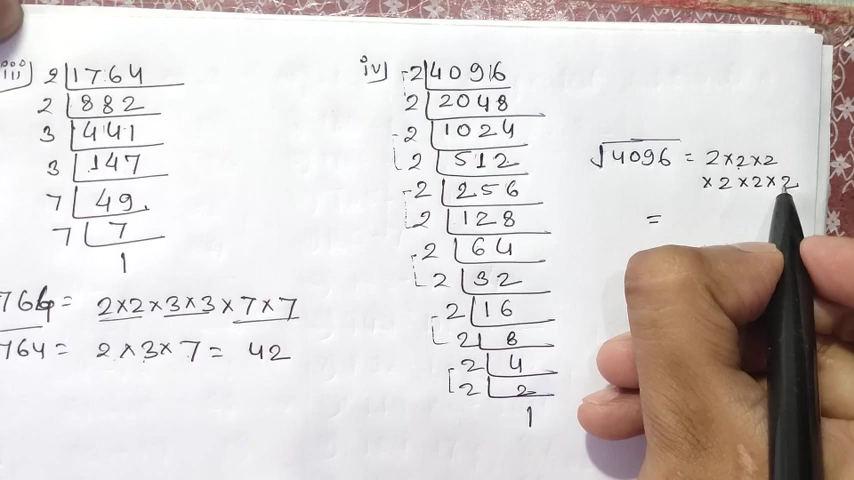 iii) 2 | 1764
2 | 882
3 | 441
3 | 147
7 | 49
7 | 7
1
764 = 2×2×3×3×7×7
764 = 2×3×7 = 42
iv) 2 | 4096
2 | 2048
2 | 1024
2 | 512
2 | 256
2 | 128
2 | 64
2 | 32
2 | 16
2 | 8
2 | 4
2 | 2
1
√4096 = 2×2×2
×2×2×2
=